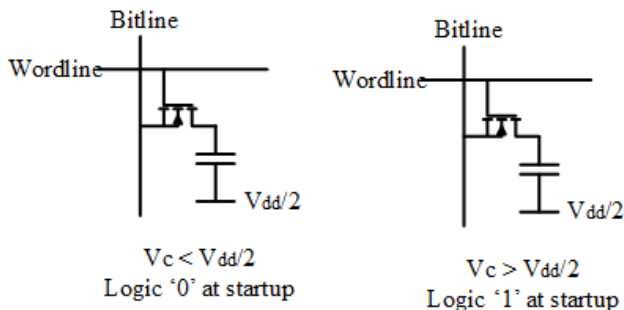 Bitline
Wordline
Vdd/2
Vc < Vdd/2
Logic ‘0’ at startup
Bitline
Wordline
Vdd/2
Vc > Vdd/2
Logic ‘1’ at startup